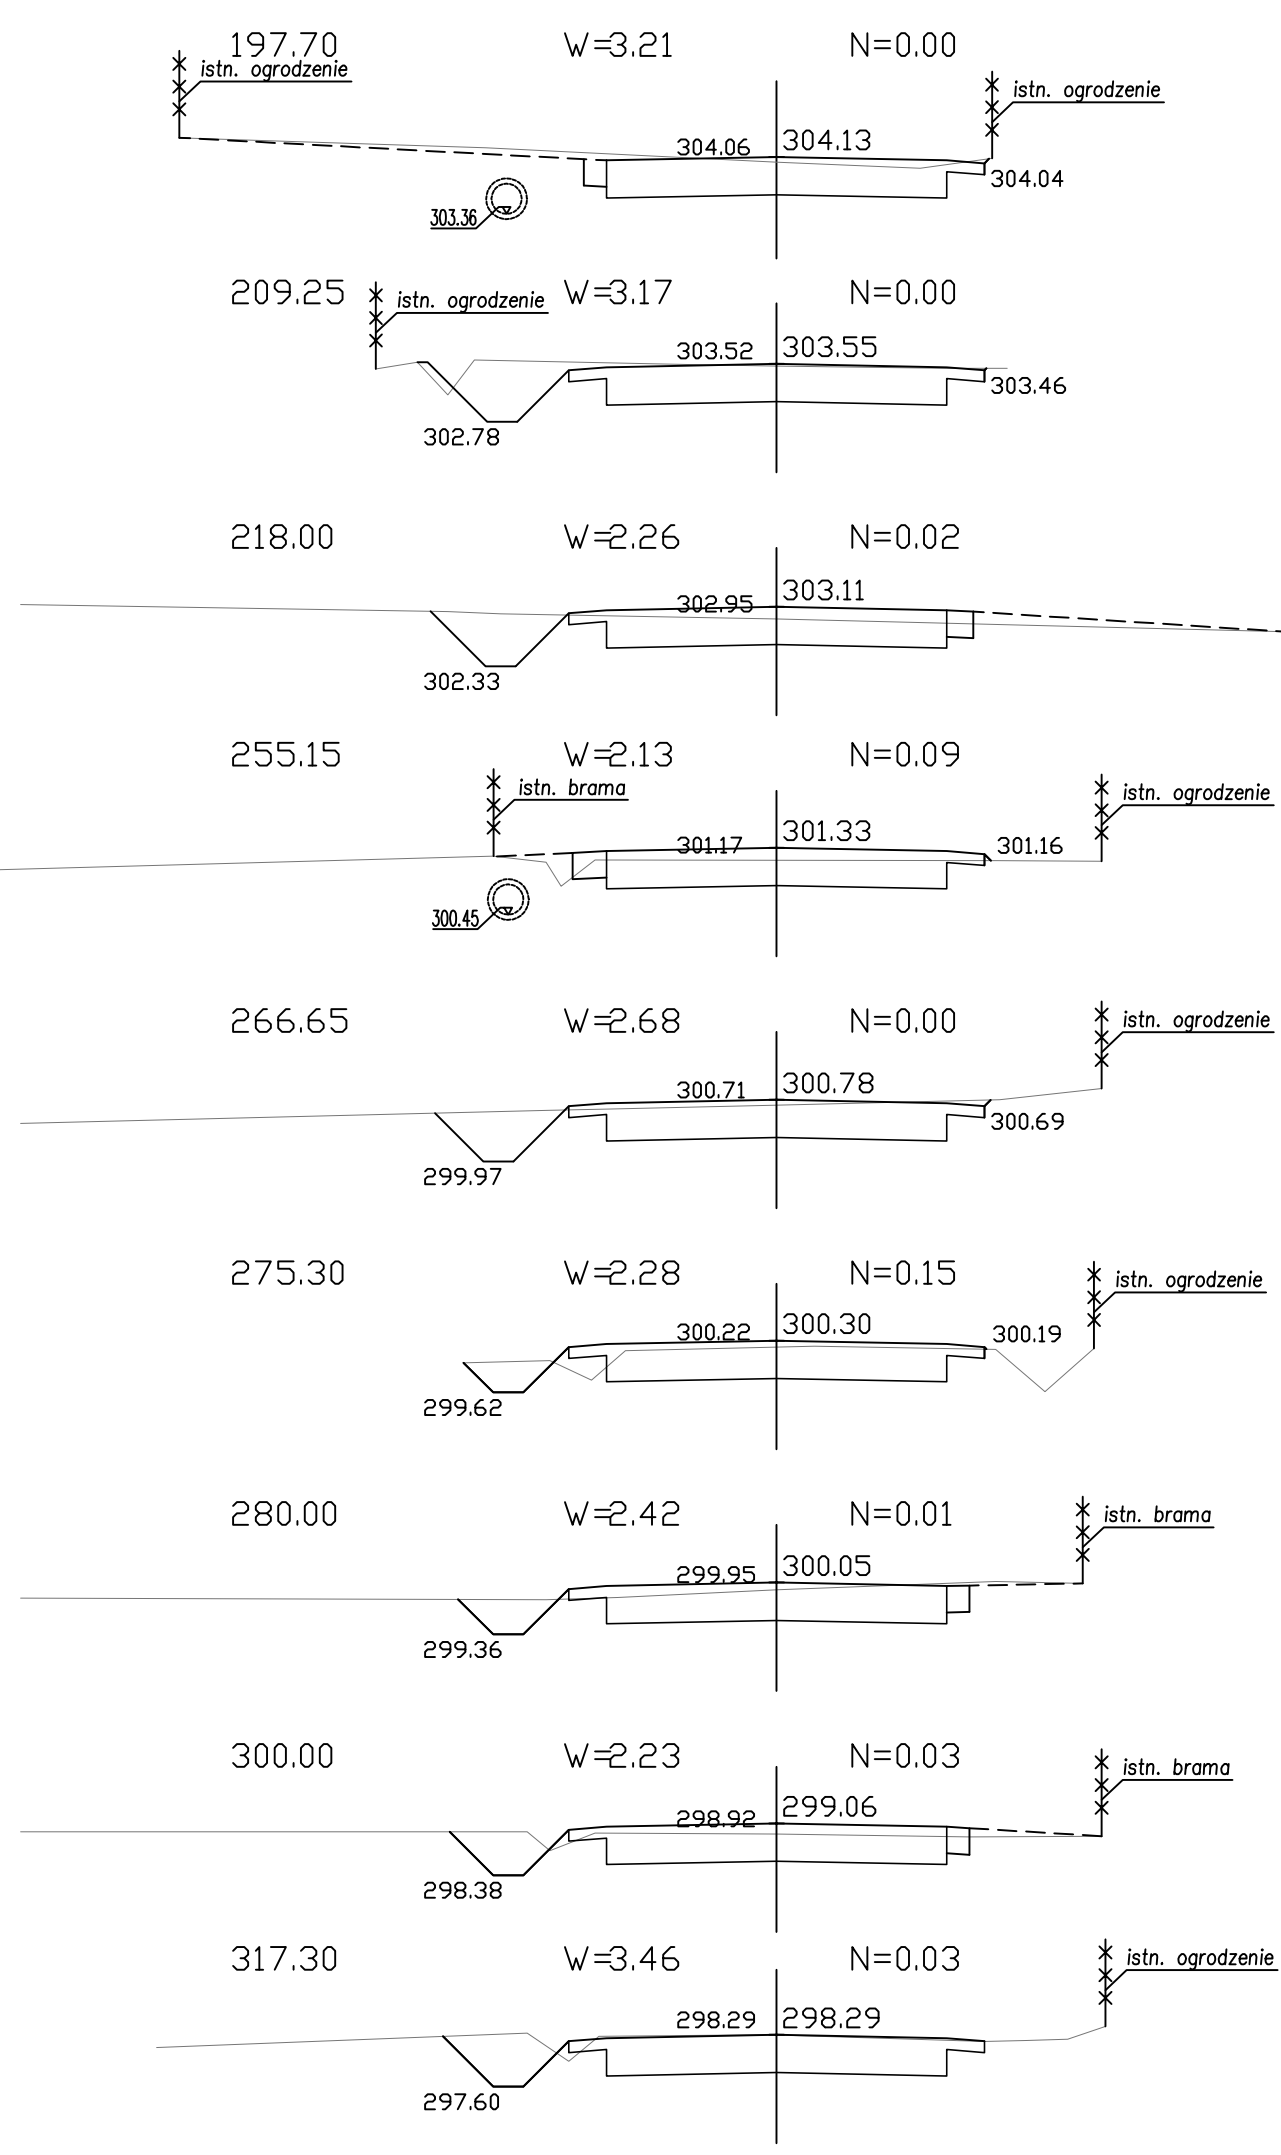 197.70 W=3.21 N=0.00
istn. ogrodzenie
istn. ogrodzenie
304.06 304.13
304.04
303.36
209.25 W=3.17 N=0.00
istn. ogrodzenie
303.52 303.55
303.46
302.78
218.00 W=2.26 N=0.02
302.95 303.11
302.33
255.15 W=2.13 N=0.09
istn. brama istn. ogrodzenie
301.17 301.33 301.16
300.45
266.65 W=2.68 N=0.00
istn. ogrodzenie
300.71 300.78
300.69
299.97
275.30 W=2.28 N=0.15
istn. ogrodzenie
300.22 300.30 300.19
299.62
280.00 W=2.42 N=0.01
istn. brama
299.95 300.05
299.36
300.00 W=2.23 N=0.03
istn. brama
298.92 299.06
298.38
317.30 W=3.46 N=0.03
istn. ogrodzenie
298.29 298.29
297.60